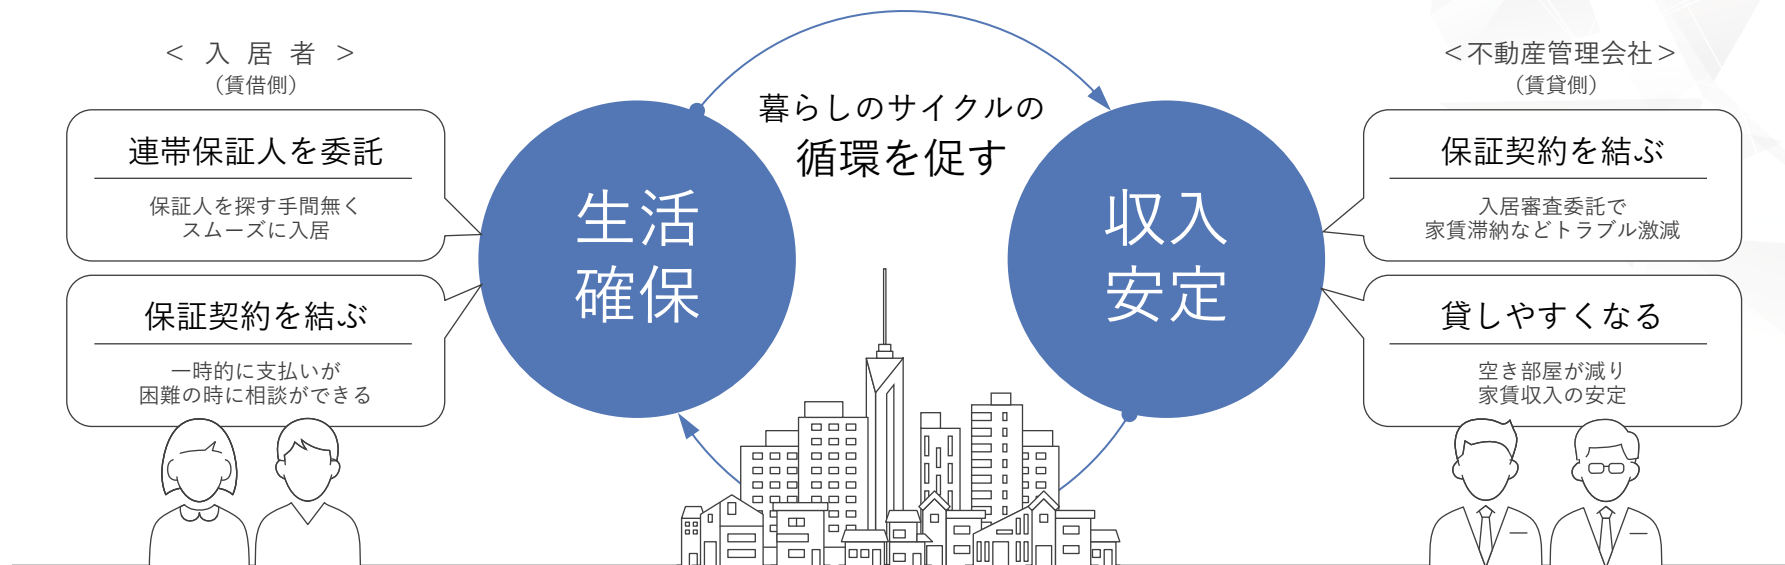 ＜ 入 居 者 ＞
（賃借側）
連帯保証人を委託
保証人を探す手間無く
スムーズに入居
保証契約を結ぶ
一時的に支払いが
困難の時に相談ができる
生活
確保
暮らしのサイクルの
循環を促す
収入
安定
＜不動産管理会社＞
（賃貸側）
保証契約を結ぶ
入居審査委託で
家賃滞納などトラブル激減
貸しやすくなる
空き部屋が減り
家賃収入の安定